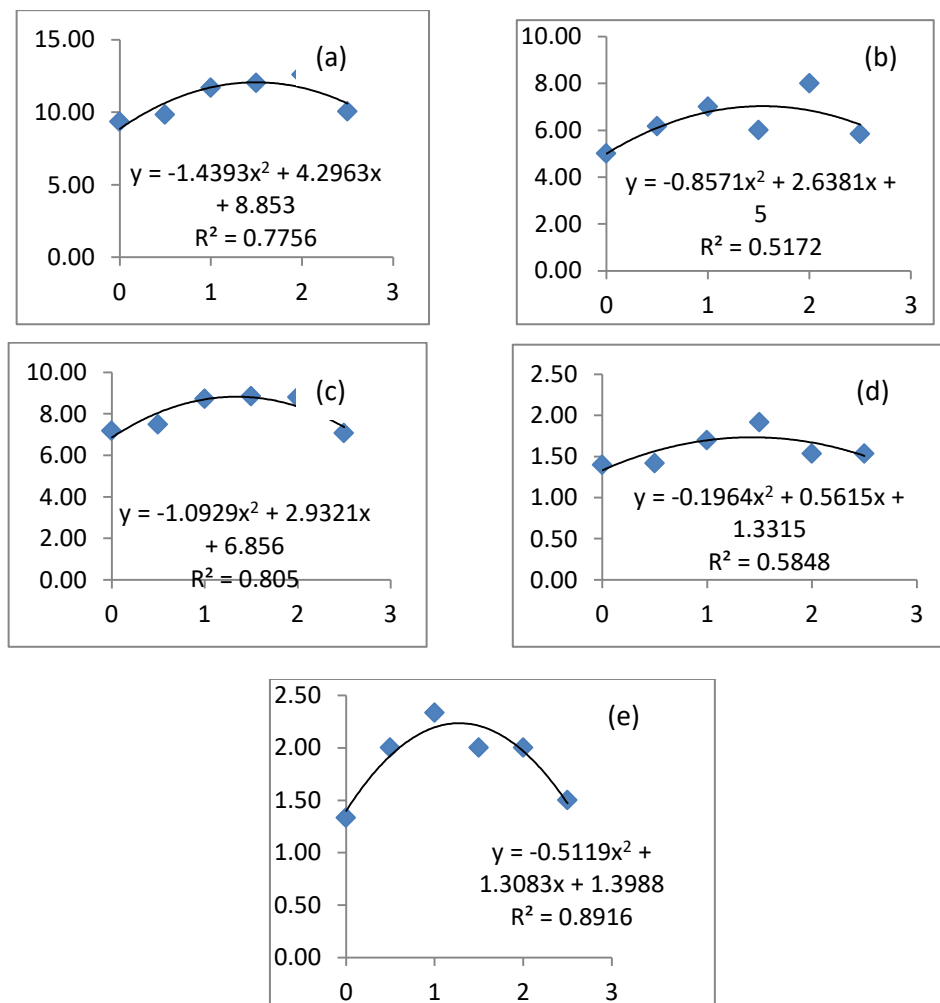 15.00
(a)
10.00
y = -1.4393x² + 4.2963x
+ 8.853
R² = 0.7756
5.00
0.00
0 1 2 3
10.00
(b)
8.00
6.00
4.00
y = -0.8571x² + 2.6381x +
5
R² = 0.5172
2.00
0.00
0 1 2 3
10.00
(c)
8.00
6.00
4.00
y = -1.0929x² + 2.9321x
+ 6.856
R² = 0.805
2.00
0.00
0 1 2 3
2.50
(d)
2.00
1.50
1.00
y = -0.1964x² + 0.5615x +
1.3315
R² = 0.5848
0.50
0.00
0 1 2 3
2.50
(e)
2.00
1.50
1.00
y = -0.5119x² +
1.3083x + 1.3988
R² = 0.8916
0.50
0.00
0 1 2 3